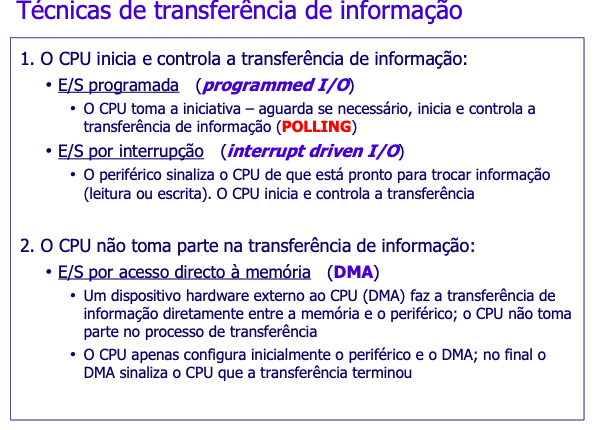 Técnicas de transferência de informação
1. O CPU inicia e controla a transferência de informação:
• E/S programada (programmed I/O)
• O CPU toma a iniciativa – aguarda se necessário, inicia e controla a
transferência de informação (POLLING)
• E/S por interrupção (interrupt driven I/O)
• O periférico sinaliza o CPU de que está pronto para trocar informação
(leitura ou escrita). O CPU inicia e controla a transferência
2. O CPU não toma parte na transferência de informação:
• E/S por acesso directo à memória (DMA)
• Um dispositivo hardware externo ao CPU (DMA) faz a transferência de
informação diretamente entre a memória e o periférico; o CPU não toma
parte no processo de transferência
• O CPU apenas configura inicialmente o periférico e o DMA; no final o
DMA sinaliza o CPU que a transferência terminou